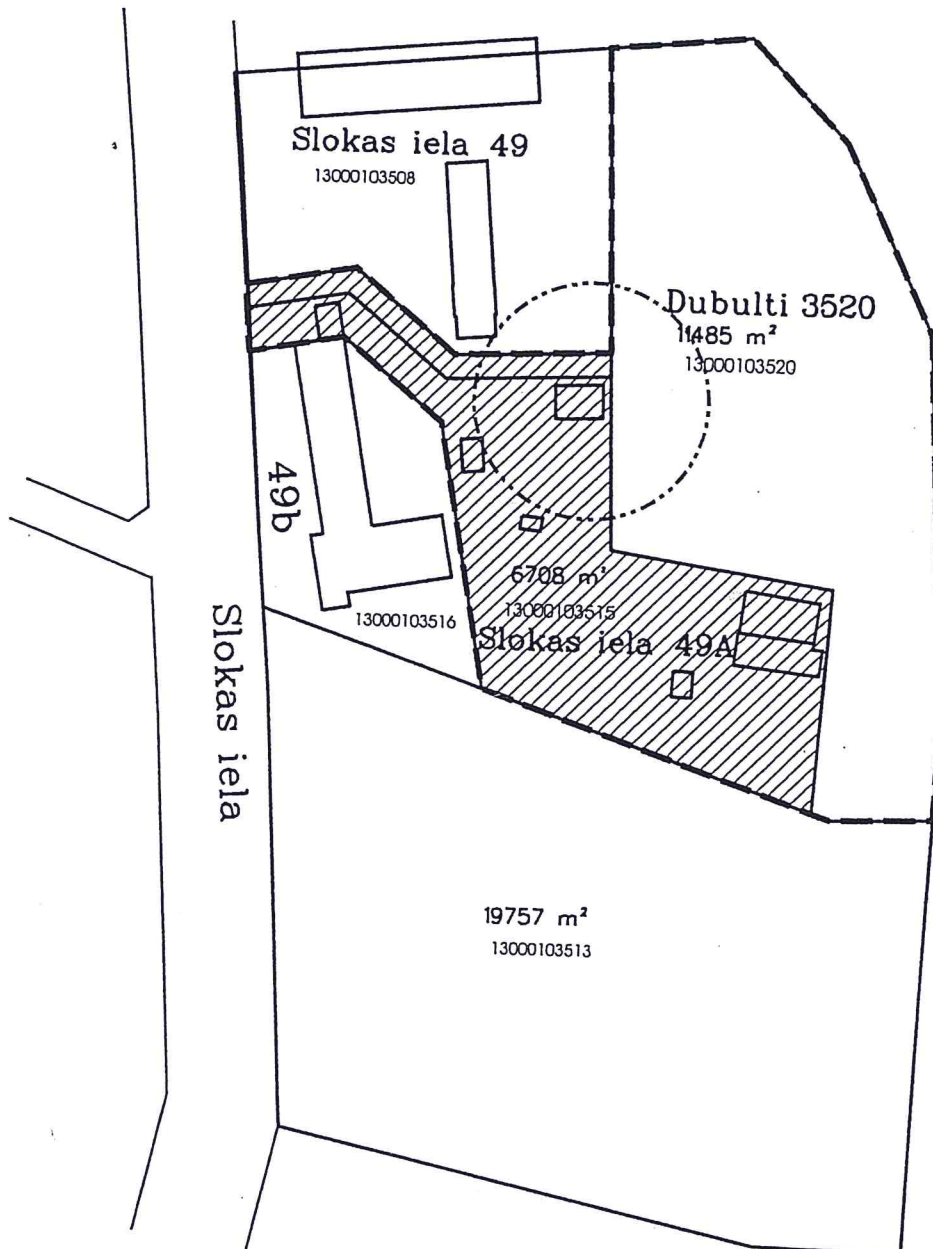 Slokas iela 49
13000103508
Dubulti 3520
11485 m²
13000103520
49b
6708 m²
13000103515
13000103516
Slokas iela 49A
Slokas iela
19757 m²
13000103513